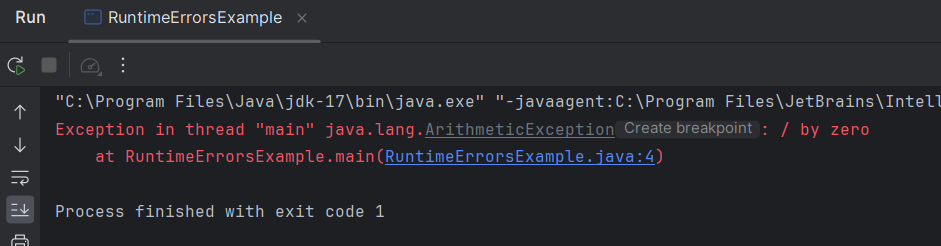 Run RuntimeErrorsExample
"C:\Program Files\Java\jdk-17\bin\java.exe" "-javaagent:C:\Program Files\JetBrains\Intell
Exception in thread "main" java.lang.ArithmeticException Create breakpoint : / by zero
at RuntimeErrorsExample.main(RuntimeErrorsExample.java:4)
Process finished with exit code 1